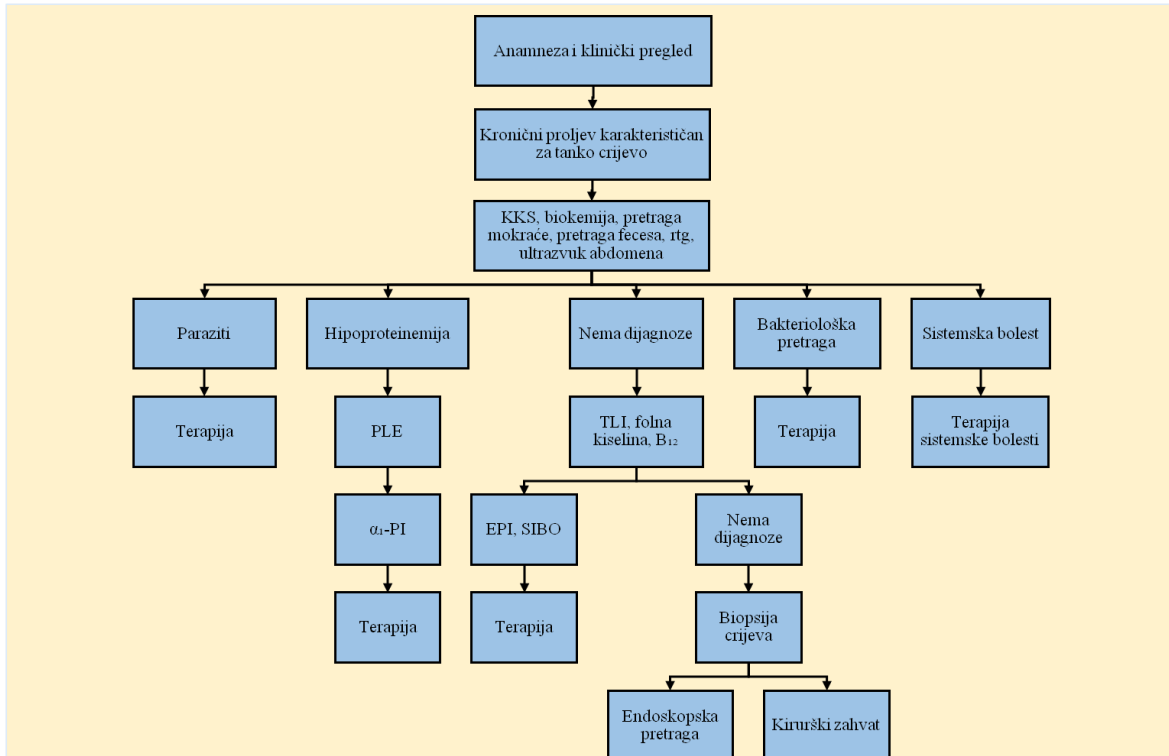 Anamneza i klinički pregled
Kronični proljev karakterističan
za tanko crijevo
KKS, biokemija, pretraga
mokraće, pretraga fecesa, rtg,
ultrazvuk abdomena
Paraziti
Hipoproteinemija
Nema dijagnoze
Bakteriološka
pretraga
Sistemska bolest
Terapija
PLE
TLI, folna
kiselina, B₁₂
Terapija
Terapija
sistemske bolesti
α₁-PI
EPI, SIBO
Nema
dijagnoze
Terapija
Terapija
Biopsija
crijeva
Endoskopska
pretraga
Kirurški zahvat